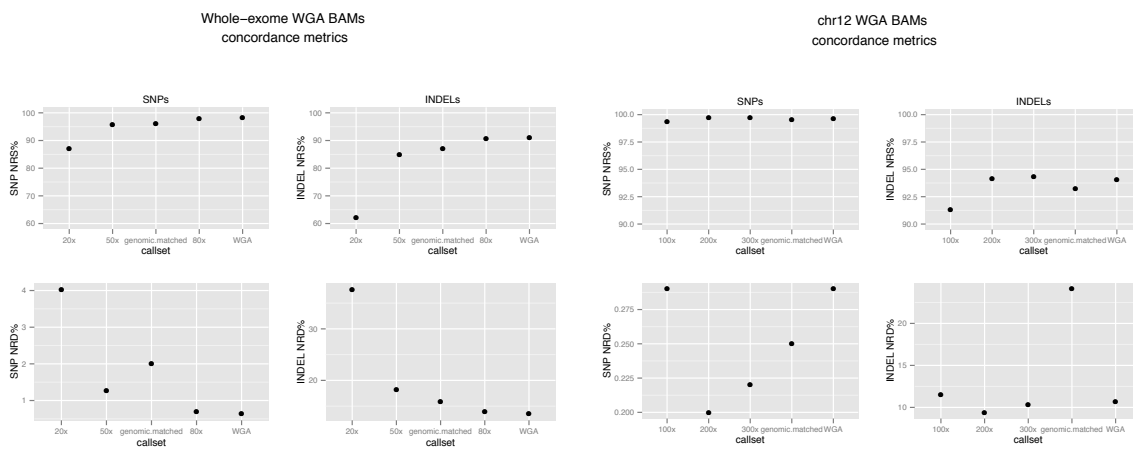 Whole−exome WGA BAMs
concordance metrics
chr12 WGA BAMs
concordance metrics
SNPs
SNP NRS%
100
90
80
70
60
20x 50x genomic.matched 80x WGA
callset
INDELs
INDEL NRS%
100
90
80
70
60
20x 50x genomic.matched 80x WGA
callset
SNPs
SNP NRS%
100.0
97.5
95.0
92.5
90.0
100x 200x 300x genomic.matched WGA
callset
INDELs
INDEL NRS%
100.0
97.5
95.0
92.5
90.0
100x 200x 300x genomic.matched WGA
callset
SNP NRD%
4
3
2
1
20x 50x genomic.matched 80x WGA
callset
INDEL NRD%
30
20
20x 50x genomic.matched 80x WGA
callset
SNP NRD%
0.275
0.250
0.225
0.200
100x 200x 300x genomic.matched WGA
callset
INDEL NRD%
20
15
10
100x 200x 300x genomic.matched WGA
callset